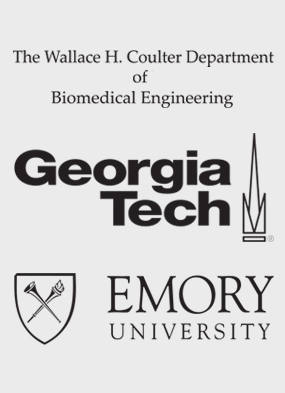 The Wallace H. Coulter Department
of
Biomedical Engineering
Georgia
Tech
®
EMORY
UNIVERSITY